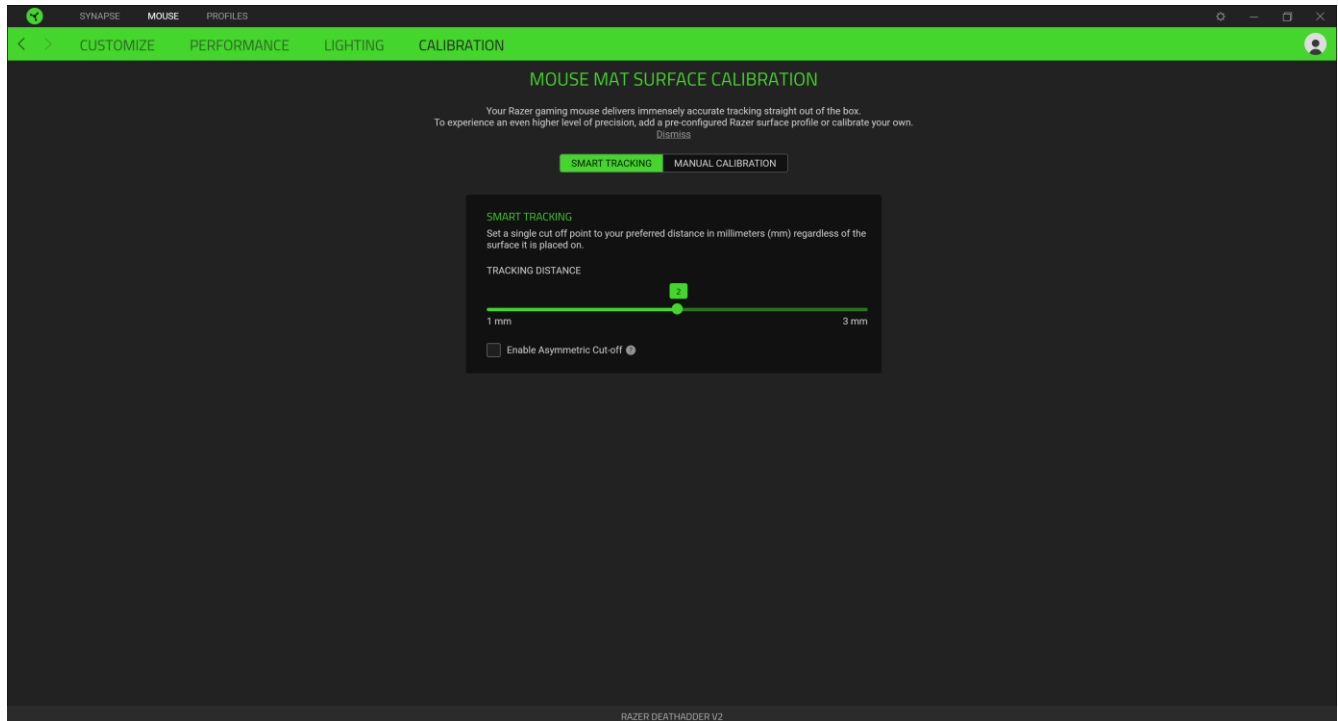 SYNAPSE MOUSE PROFILES
CUSTOMIZE PERFORMANCE LIGHTING CALIBRATION
MOUSE MAT SURFACE CALIBRATION
Your Razer gaming mouse delivers immensely accurate tracking straight out of the box.
To experience an even higher level of precision, add a pre-configured Razer surface profile or calibrate your own.
Dismiss
SMART TRACKING MANUAL CALIBRATION
SMART TRACKING
Set a single cut off point to your preferred distance in millimeters (mm) regardless of the
surface it is placed on.
TRACKING DISTANCE
2
1 mm 3 mm
Enable Asymmetric Cut-off ?
RAZER DEATHADDER V2